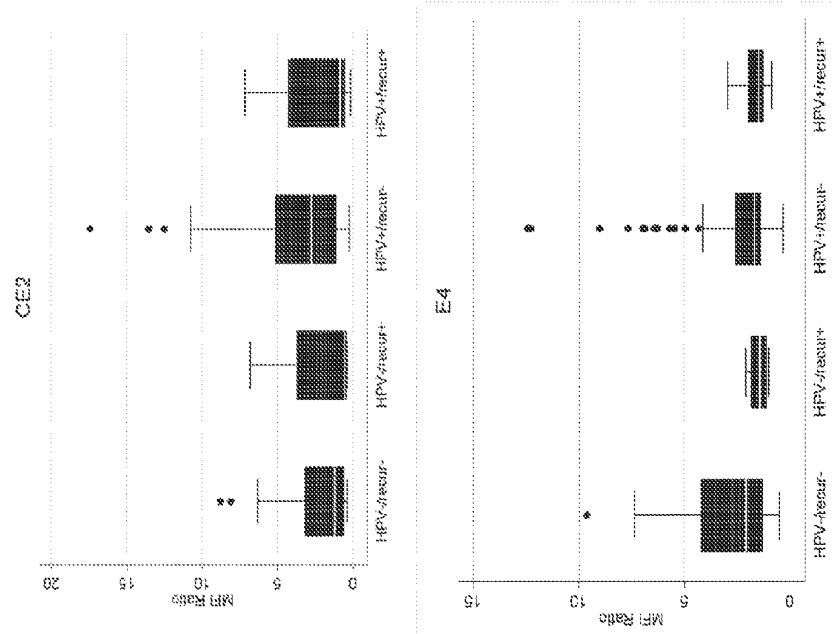 CE2
20
15
10
5
0
MFI Ratio
HPV-/recur-
HPV-/recur+
HPV+/recur-
HPV+/recur+
E4
15
10
5
0
MFI Ratio
HPV-/recur-
HPV-/recur+
HPV+/recur-
HPV+/recur+